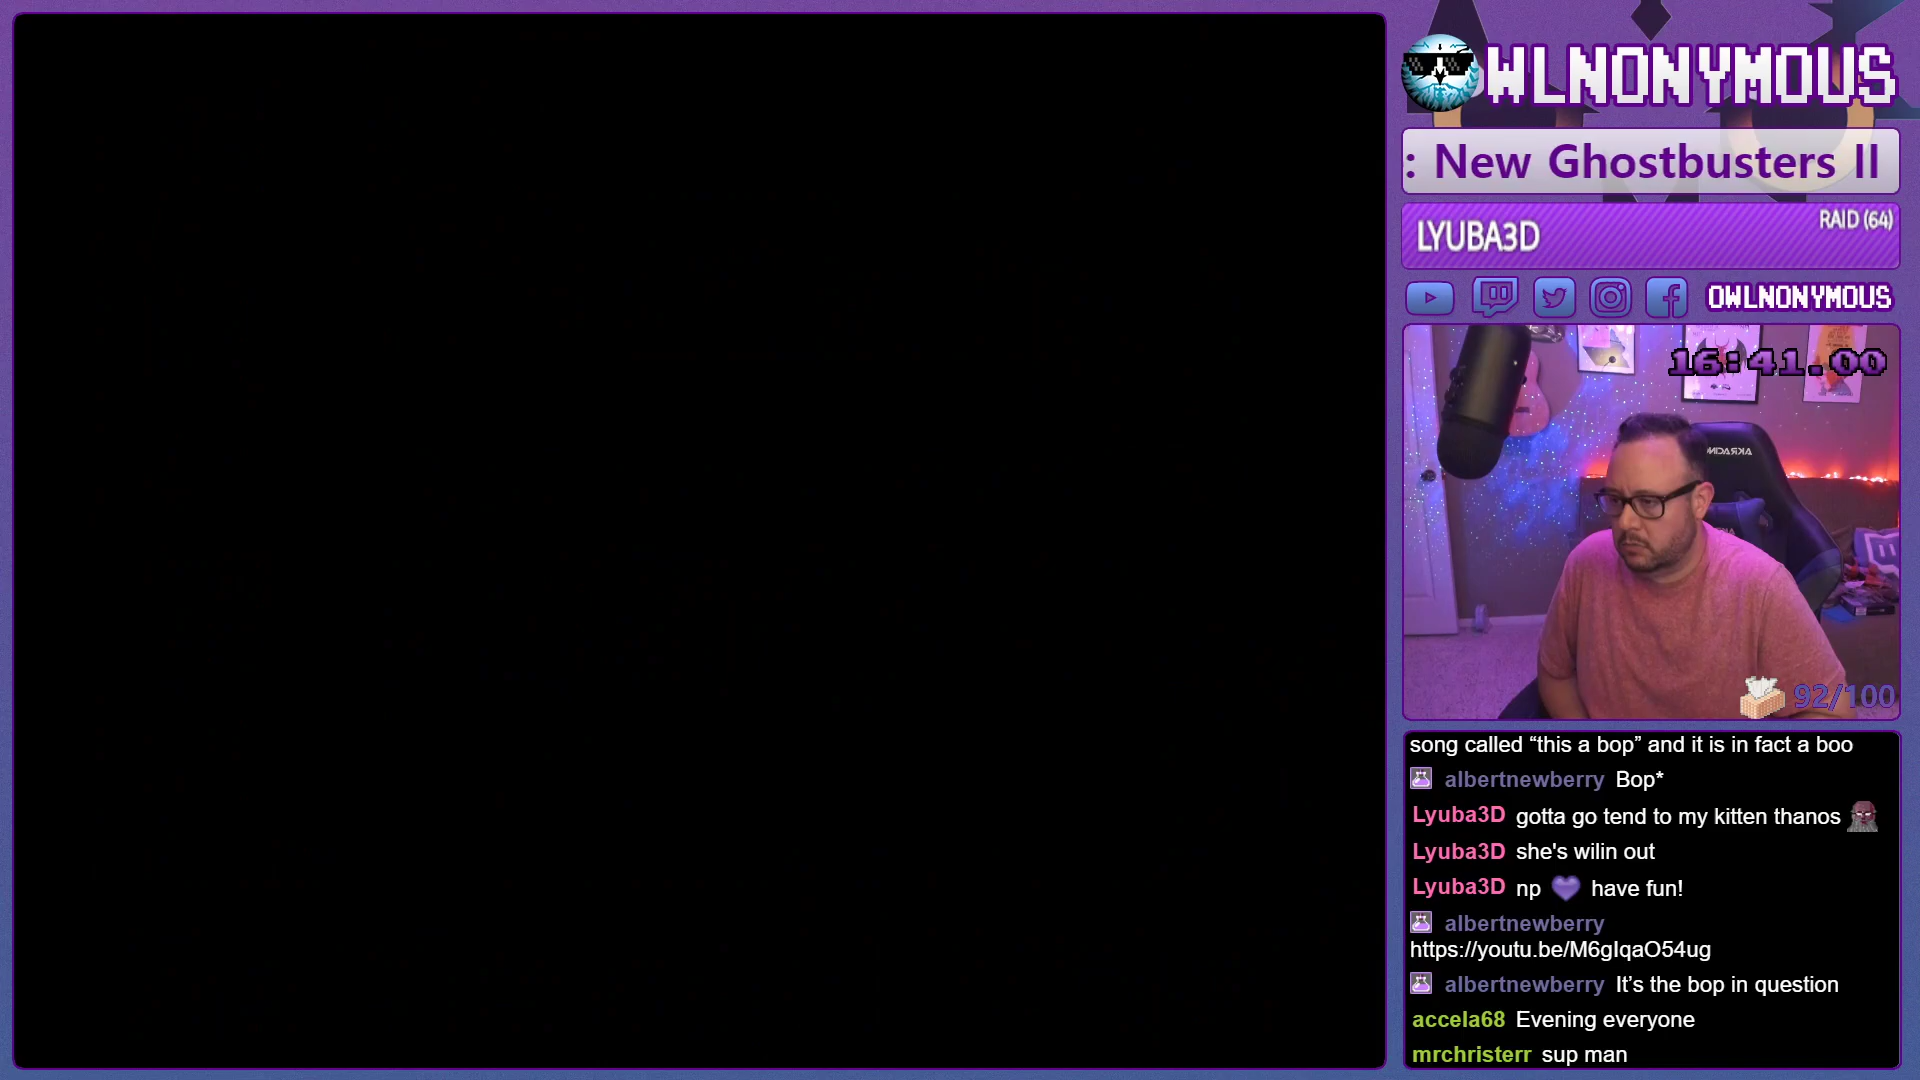 OWLNONYMOUS
: New Ghostbusters II
LYUBA3D
RAID (64)
OWLNONYMOUS
16:41.00
AKRACING
92/100
song called “this a bop” and it is in fact a boo
albertnewberry Bop*
Lyuba3D gotta go tend to my kitten thanos
Lyuba3D she's wilin out
Lyuba3D np have fun!
albertnewberry
https://youtu.be/M6gIqaO54ug
albertnewberry It’s the bop in question
accela68 Evening everyone
mrchristerr sup man